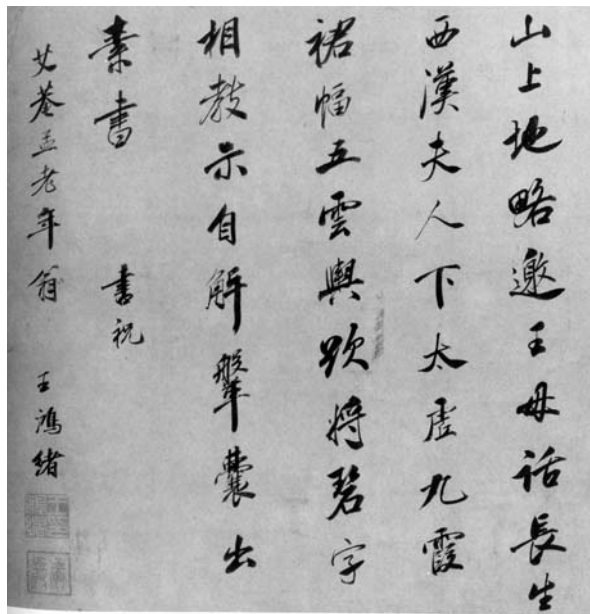 山上地略邀王母話長生
西漢夫人下太虛九霞
裙幅五雲輿欲將碧字
相教示自解鞶囊出
素書 書祝
艾菴孟老年翁 王鴻緒